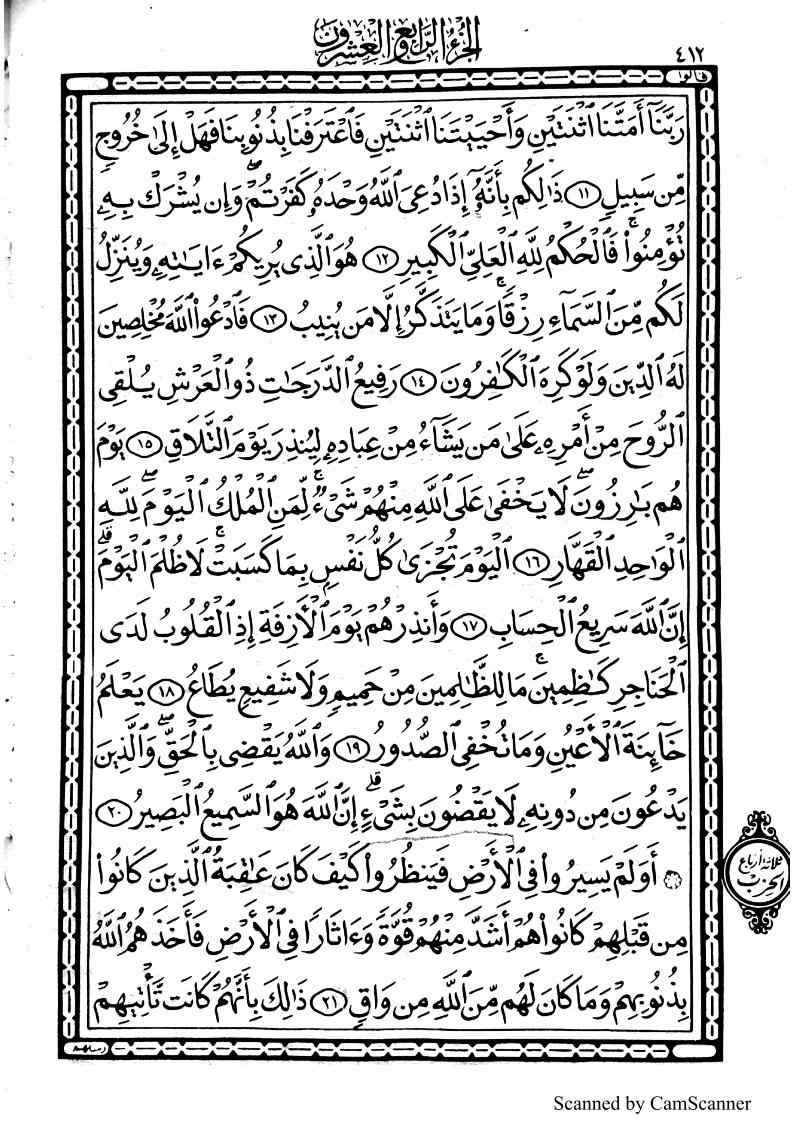 ٤١٢
الجزء الرابع العشرون
قالوا
رَبَّنَآ أَمَتَّنَا ٱثْنَتَيْنِ وَأَحْيَيْتَنَا ٱثْنَتَيْنِ فَٱعْتَرَفْنَا بِذُنُوبِنَا فَهَلْ إِلَىٰ خُرُوجٍ
مِّن سَبِيلٍ ١١ ذَٰلِكُم بِأَنَّهُۥٓ إِذَا دُعِىَ ٱللَّهُ وَحْدَهُۥ كَفَرْتُمْ ۖ وَإِن يُشْرَكْ بِهِۦ
تُؤْمِنُوا۟ ۚ فَٱلْحُكْمُ لِلَّهِ ٱلْعَلِىِّ ٱلْكَبِيرِ ١٢ هُوَ ٱلَّذِى يُرِيكُمْ ءَايَـٰتِهِۦ وَيُنَزِّلُ
لَكُم مِّنَ ٱلسَّمَآءِ رِزْقًا ۚ وَمَا يَتَذَكَّرُ إِلَّا مَن يُنِيبُ ١٣ فَٱدْعُوا۟ ٱللَّهَ مُخْلِصِينَ
لَهُ ٱلدِّينَ وَلَوْ كَرِهَ ٱلْكَـٰفِرُونَ ١٤ رَفِيعُ ٱلدَّرَجَـٰتِ ذُو ٱلْعَرْشِ يُلْقِى
ٱلرُّوحَ مِنْ أَمْرِهِۦ عَلَىٰ مَن يَشَآءُ مِنْ عِبَادِهِۦ لِيُنذِرَ يَوْمَ ٱلتَّلَاقِ ١٥ يَوْمَ
هُم بَـٰرِزُونَ ۖ لَا يَخْفَىٰ عَلَى ٱللَّهِ مِنْهُمْ شَىْءٌ ۚ لِّمَنِ ٱلْمُلْكُ ٱلْيَوْمَ ۖ لِلَّهِ
ٱلْوَٰحِدِ ٱلْقَهَّارِ ١٦ ٱلْيَوْمَ تُجْزَىٰ كُلُّ نَفْسٍۭ بِمَا كَسَبَتْ ۚ لَا ظُلْمَ ٱلْيَوْمَ ۚ
إِنَّ ٱللَّهَ سَرِيعُ ٱلْحِسَابِ ١٧ وَأَنذِرْهُمْ يَوْمَ ٱلْـَٔازِفَةِ إِذِ ٱلْقُلُوبُ لَدَى
ٱلْحَنَاجِرِ كَـٰظِمِينَ ۚ مَا لِلظَّـٰلِمِينَ مِنْ حَمِيمٍ وَلَا شَفِيعٍ يُطَاعُ ١٨ يَعْلَمُ
خَآئِنَةَ ٱلْأَعْيُنِ وَمَا تُخْفِى ٱلصُّدُورُ ١٩ وَٱللَّهُ يَقْضِى بِٱلْحَقِّ ۖ وَٱلَّذِينَ
يَدْعُونَ مِن دُونِهِۦ لَا يَقْضُونَ بِشَىْءٍ ۗ إِنَّ ٱللَّهَ هُوَ ٱلسَّمِيعُ ٱلْبَصِيرُ ٢٠
۞ أَوَلَمْ يَسِيرُوا۟ فِى ٱلْأَرْضِ فَيَنظُرُوا۟ كَيْفَ كَانَ عَـٰقِبَةُ ٱلَّذِينَ كَانُوا۟
ثلاثة أرباع
الحزب
مِن قَبْلِهِمْ كَانُوا۟ هُمْ أَشَدَّ مِنْهُمْ قُوَّةً وَءَاثَارًا فِى ٱلْأَرْضِ فَأَخَذَهُمُ ٱللَّهُ
بِذُنُوبِهِمْ وَمَا كَانَ لَهُم مِّنَ ٱللَّهِ مِن وَاقٍ ٢١ ذَٰلِكَ بِأَنَّهُمْ كَانَت تَّأْتِيهِمْ
رسلهم
Scanned by CamScanner